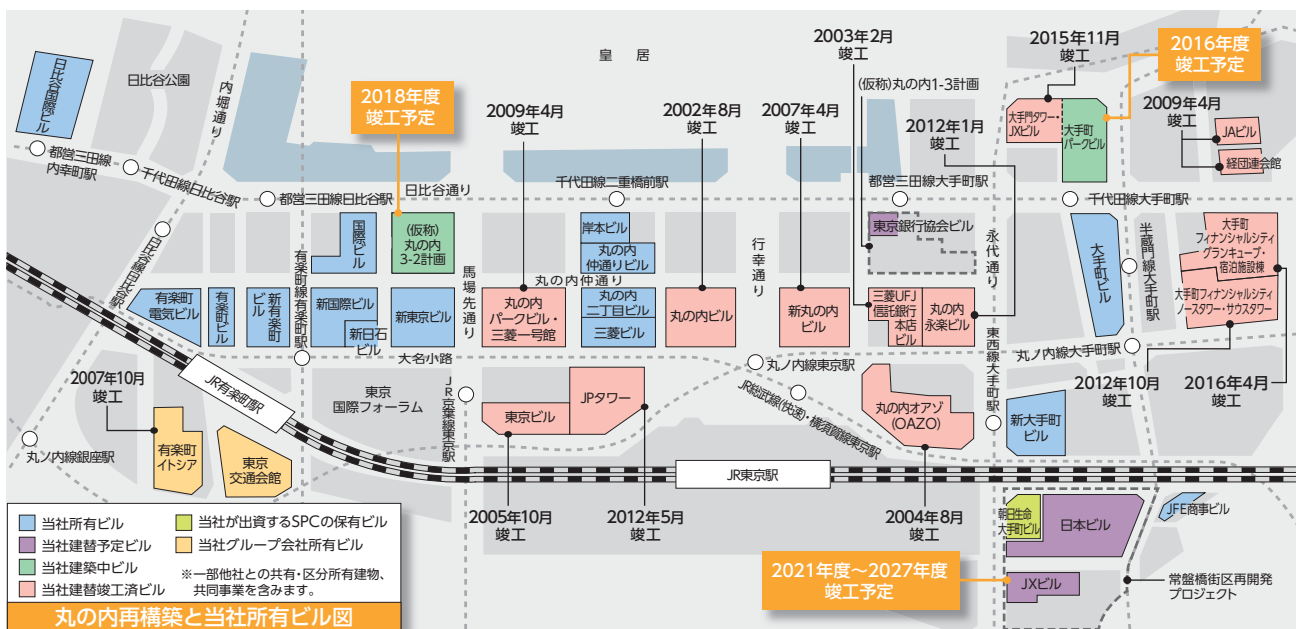 皇居
日比谷公園
日比谷国際ビル
内堀通り
2018年度
竣工予定
2009年4月
竣工
2002年8月
竣工
2007年4月
竣工
2003年2月
竣工
(仮称)丸の内1-3計画
2012年1月
竣工
2015年11月
竣工
2016年度
竣工予定
2009年4月
竣工
大手門タワー・
JXビル
大手町
パークビル
JAビル
経団連会館
都営三田線
内幸町駅
千代田線日比谷駅
都営三田線日比谷駅
日比谷通り
千代田線二重橋前駅
都営三田線大手町駅
千代田線大手町駅
日比谷線日比谷駅
有楽町線有楽町駅
国際ビル
(仮称)
丸の内
3-2計画
馬場先通り
岸本ビル
丸の内
仲通りビル
丸の内仲通り
行幸通り
東京銀行協会ビル
永代通り
大手町ビル
半蔵門線大手町駅
大手町
フィナンシャルシティ
グランキューブ・
宿泊施設棟
大手町フィナンシャルシティ
ノースタワー・サウスタワー
有楽町
電気ビル
有楽町ビル
新有楽町
ビル
新国際ビル
新日石
ビル
新東京ビル
丸の内
パークビル・
三菱一号館
丸の内
二丁目ビル
三菱ビル
丸の内ビル
新丸の内ビル
三菱UFJ
信託銀行
本店
ビル
丸の内
永楽ビル
東西線大手町駅
丸ノ内線大手町駅
大名小路
丸ノ内線東京駅
2012年10月
竣工
2016年4月
竣工
2007年10月
竣工
JR有楽町駅
東京
国際フォーラム
JR京葉線東京駅
東京ビル
JPタワー
JR総武線(快速)・横須賀線東京駅
丸の内オアゾ
(OAZO)
新大手町
ビル
丸ノ内線銀座駅
有楽町
イトシア
東京
交通会館
JR東京駅
2005年10月
竣工
2012年5月
竣工
2004年8月
竣工
朝日生命
大手町ビル
日本ビル
JFE商事ビル
JXビル
2021年度～2027年度
竣工予定
常盤橋街区再開発
プロジェクト
当社所有ビル
当社建替予定ビル
当社建築中ビル
当社建替竣工済ビル
当社が出資するSPCの保有ビル
当社グループ会社所有ビル
※一部他社との共有・区分所有建物、
共同事業を含みます。
丸の内再構築と当社所有ビル図